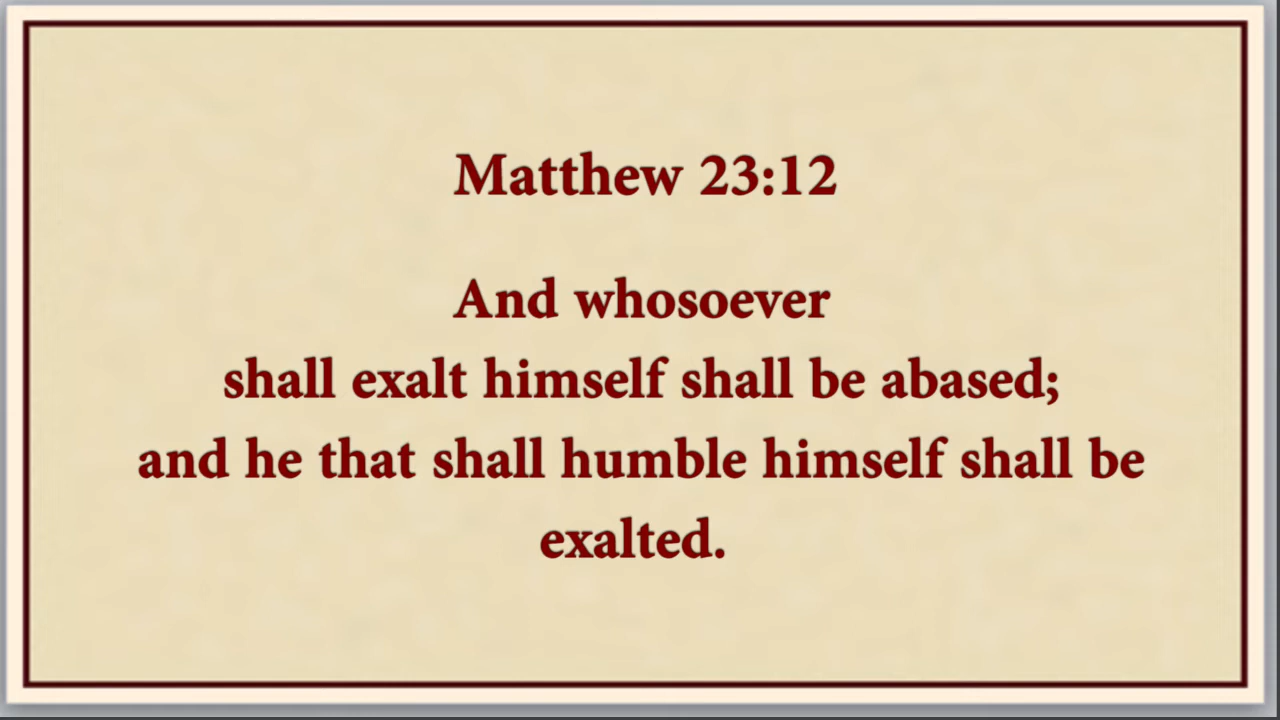 Matthew 23:12
And whosoever
shall exalt himself shall be abased;
and he that shall humble himself shall be
exalted.